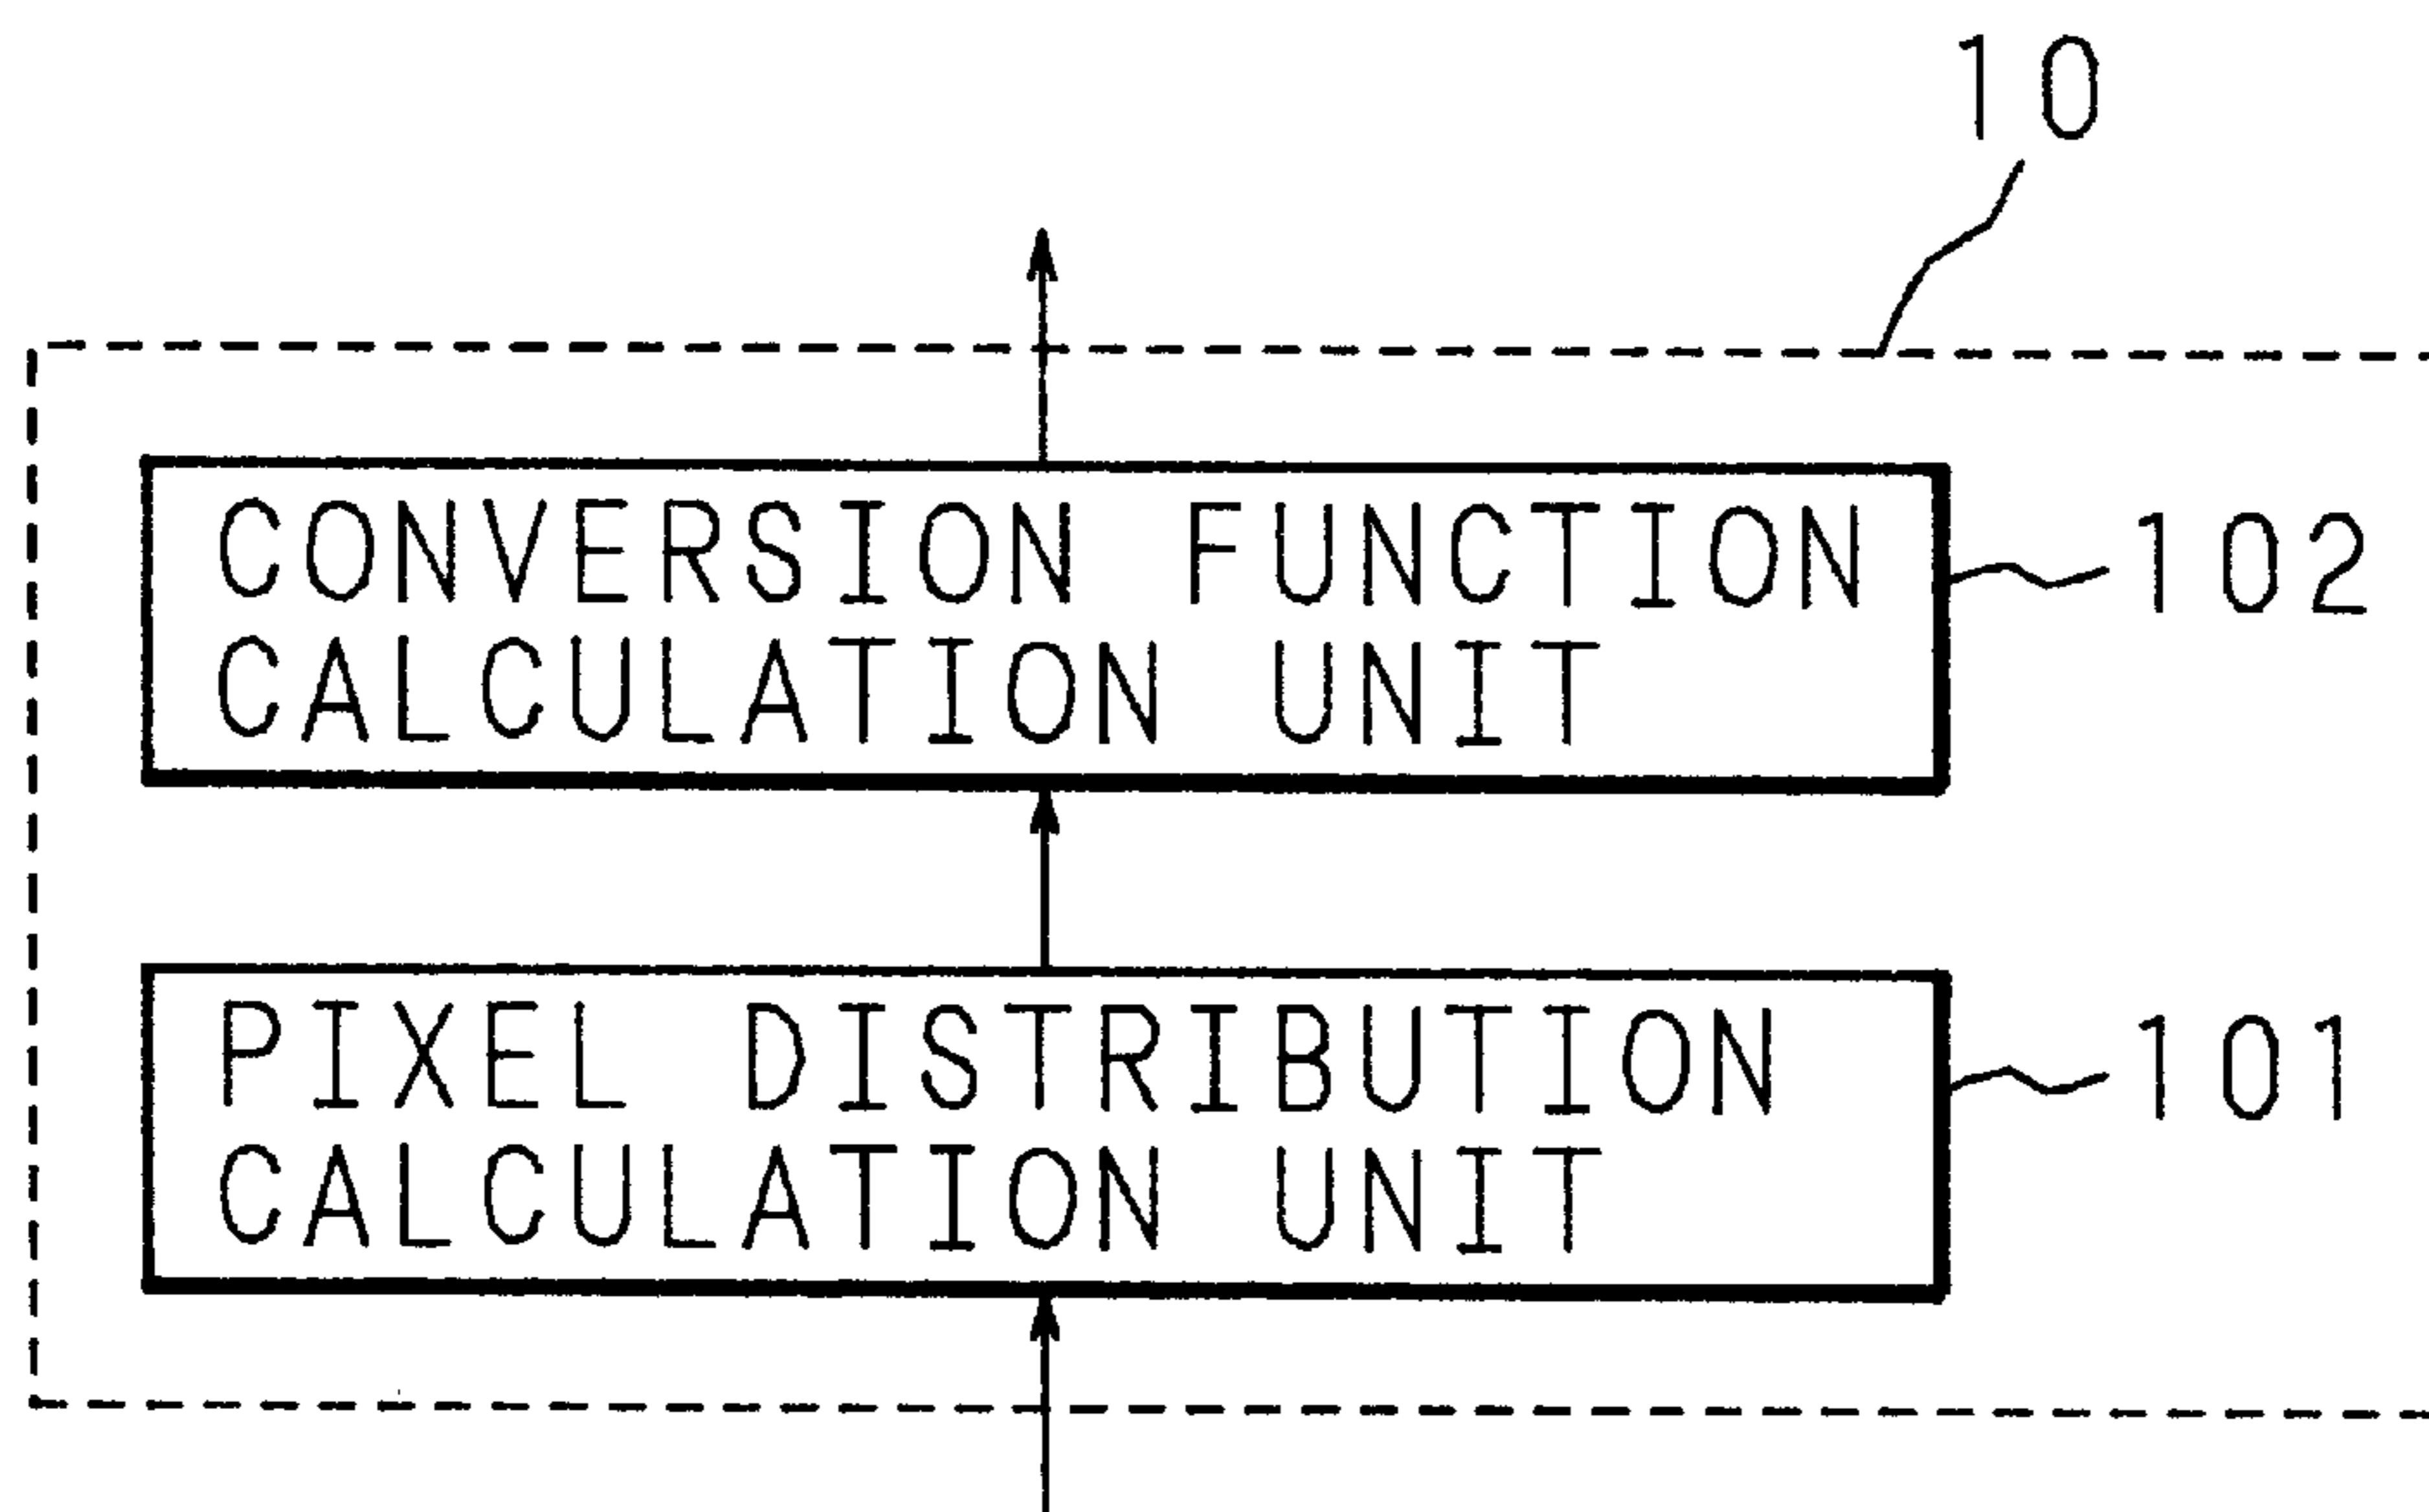 10
CONVERSION FUNCTION
CALCULATION UNIT
102
PIXEL DISTRIBUTION
CALCULATION UNIT
101